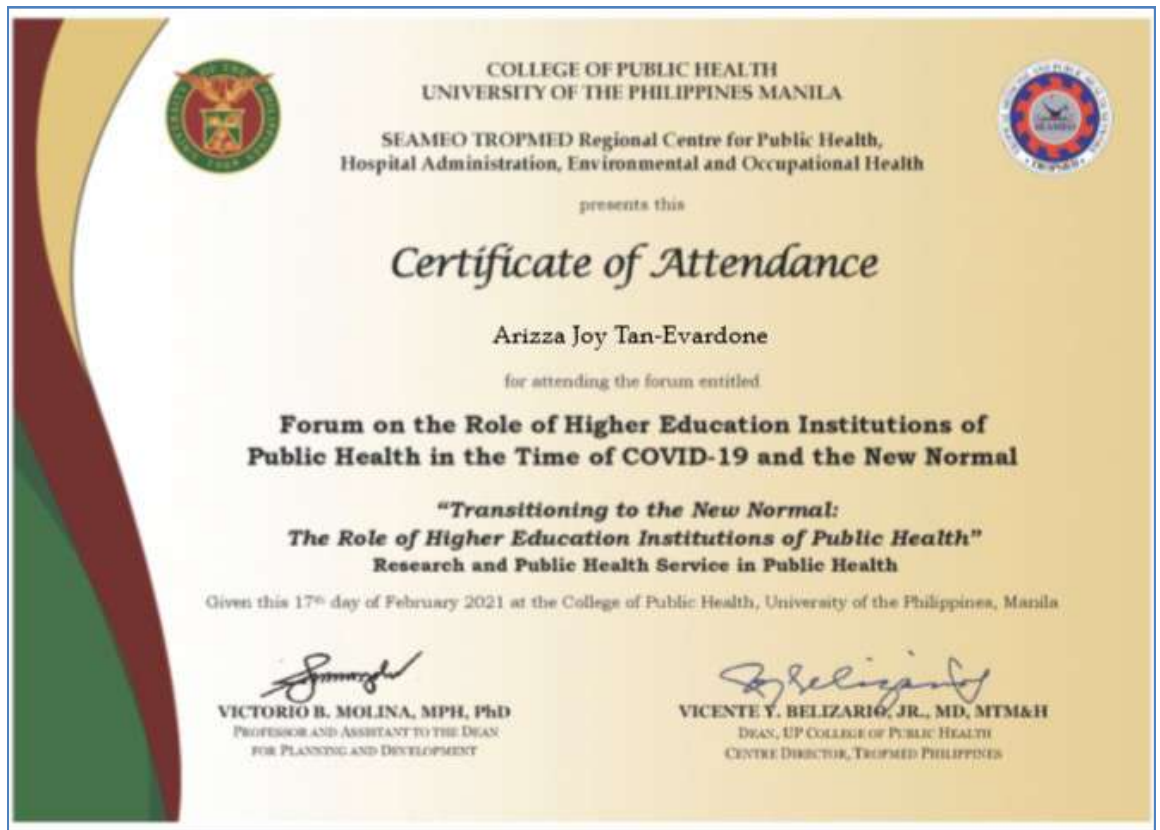 COLLEGE OF PUBLIC HEALTH
UNIVERSITY OF THE PHILIPPINES MANILA
SEAMEO TROPMED Regional Centre for Public Health,
Hospital Administration, Environmental and Occupational Health
presents this
Certificate of Attendance
Arizza Joy Tan-Evardone
for attending the forum entitled
Forum on the Role of Higher Education Institutions of
Public Health in the Time of COVID-19 and the New Normal
“Transitioning to the New Normal:
The Role of Higher Education Institutions of Public Health”
Research and Public Health Service in Public Health
Given this 17th day of February 2021 at the College of Public Health, University of the Philippines, Manila
VICTORIO B. MOLINA, MPH, PhD
PROFESSOR AND ASSISTANT TO THE DEAN
FOR PLANNING AND DEVELOPMENT
VICENTE Y. BELIZARIO, JR., MD, MTM&H
DEAN, UP COLLEGE OF PUBLIC HEALTH
CENTRE DIRECTOR, TROPMED PHILIPPINES
SEAMEO
TROPMED